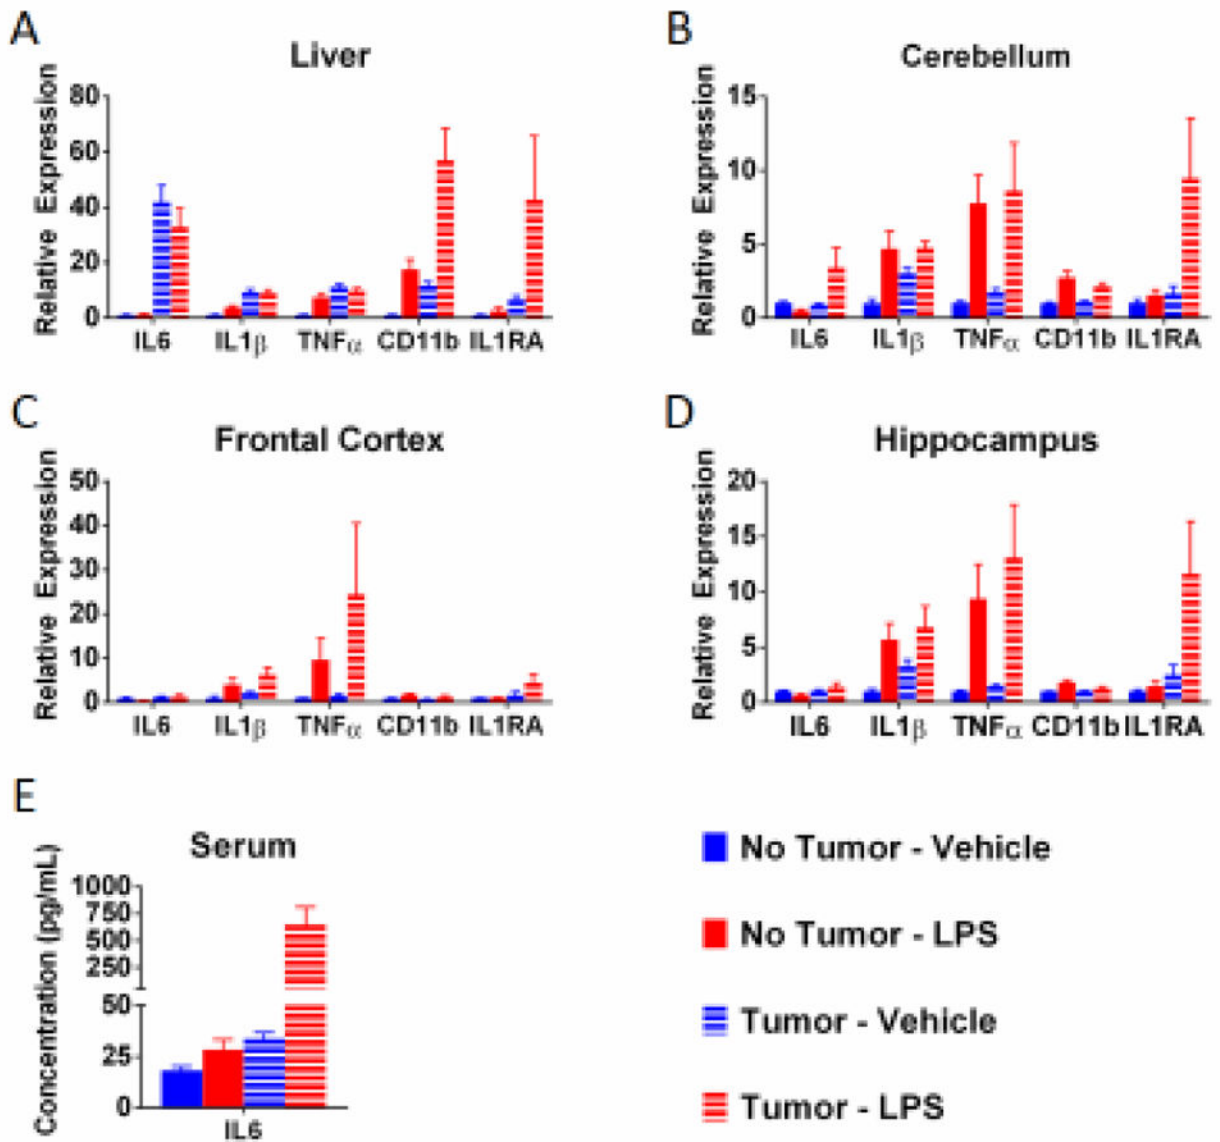 A
Liver
Relative Expression
80
60
40
20
0
IL6 IL1β TNFα CD11b IL1RA
B
Cerebellum
Relative Expression
15
10
5
0
IL6 IL1β TNFα CD11b IL1RA
C
Frontal Cortex
Relative Expression
50
40
30
20
10
0
IL6 IL1β TNFα CD11b IL1RA
D
Hippocampus
Relative Expression
20
15
10
5
0
IL6 IL1β TNFα CD11b IL1RA
E
Serum
Concentration (pg/mL)
1000
750
500
250
50
25
0
IL6
No Tumor - Vehicle
No Tumor - LPS
Tumor - Vehicle
Tumor - LPS